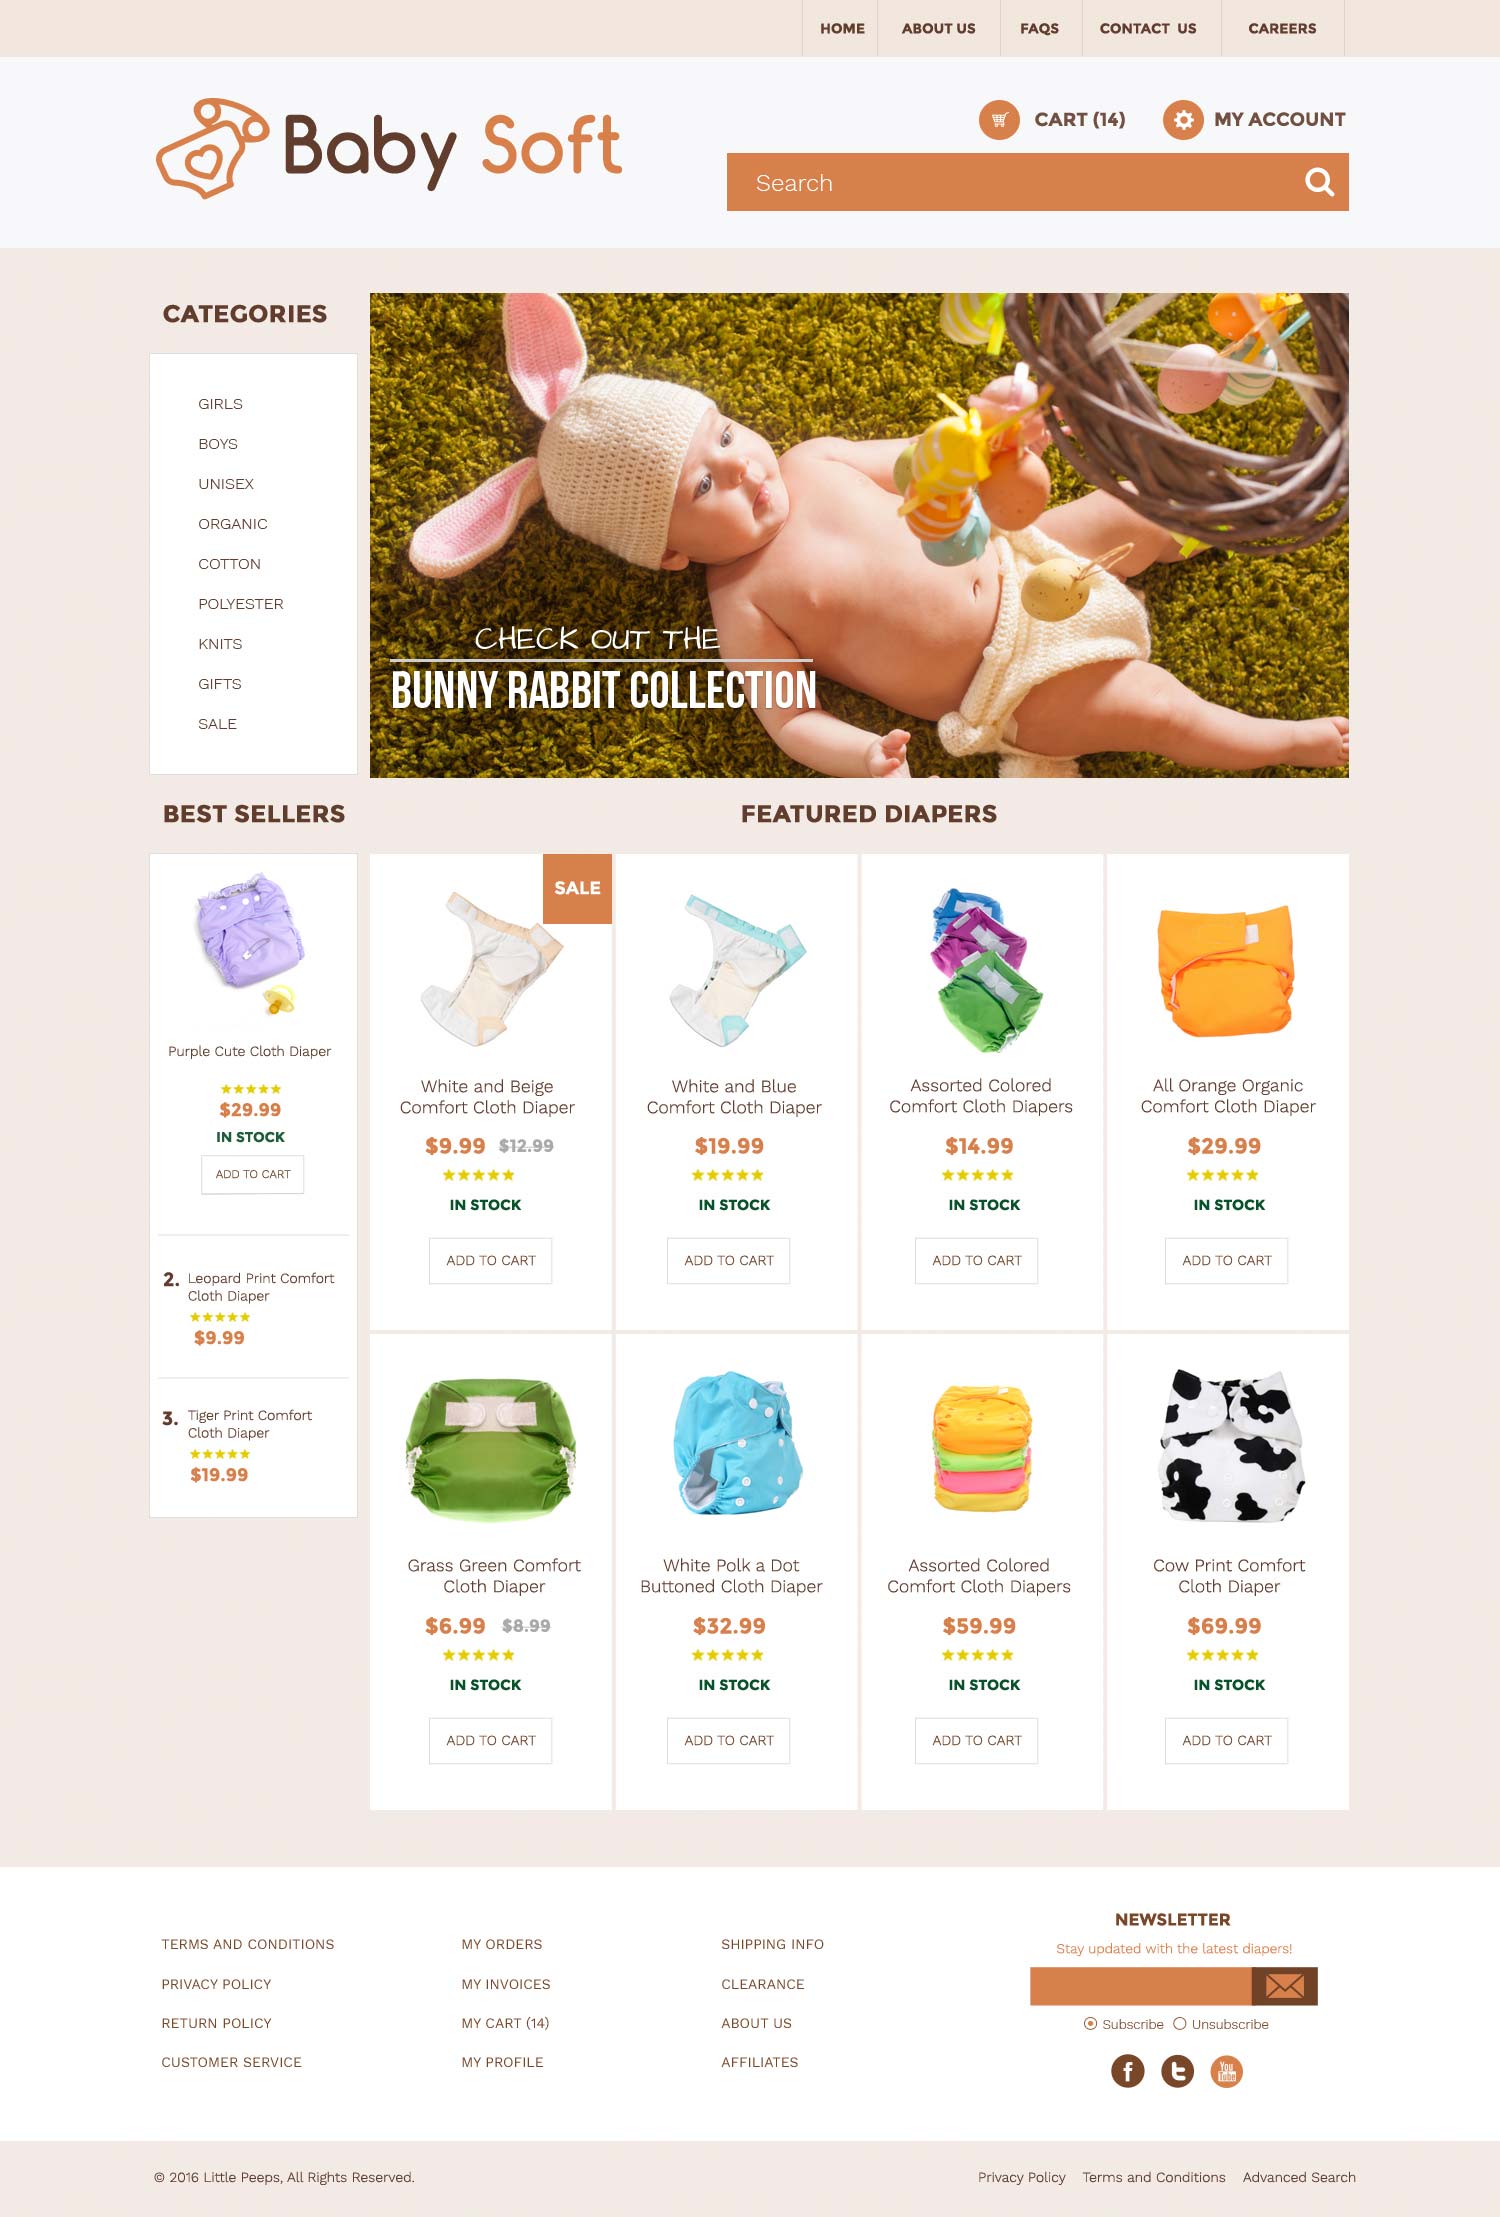 HOME
ABOUT US
FAQS
CONTACT US
CAREERS
Baby Soft
CART (14)
MY ACCOUNT
Search
CATEGORIES
GIRLS
BOYS
UNISEX
ORGANIC
COTTON
POLYESTER
KNITS
GIFTS
SALE
CHECK OUT THE
BUNNY RABBIT COLLECTION
BEST SELLERS
Purple Cute Cloth Diaper
$29.99
IN STOCK
ADD TO CART
2. Leopard Print Comfort
Cloth Diaper
$9.99
3. Tiger Print Comfort
Cloth Diaper
$19.99
FEATURED DIAPERS
SALE
White and Beige
Comfort Cloth Diaper
$9.99 $12.99
IN STOCK
ADD TO CART
White and Blue
Comfort Cloth Diaper
$19.99
IN STOCK
ADD TO CART
Assorted Colored
Comfort Cloth Diapers
$14.99
IN STOCK
ADD TO CART
All Orange Organic
Comfort Cloth Diaper
$29.99
IN STOCK
ADD TO CART
Grass Green Comfort
Cloth Diaper
$6.99 $8.99
IN STOCK
ADD TO CART
White Polk a Dot
Buttoned Cloth Diaper
$32.99
IN STOCK
ADD TO CART
Assorted Colored
Comfort Cloth Diapers
$59.99
IN STOCK
ADD TO CART
Cow Print Comfort
Cloth Diaper
$69.99
IN STOCK
ADD TO CART
TERMS AND CONDITIONS
PRIVACY POLICY
RETURN POLICY
CUSTOMER SERVICE
MY ORDERS
MY INVOICES
MY CART (14)
MY PROFILE
SHIPPING INFO
CLEARANCE
ABOUT US
AFFILIATES
NEWSLETTER
Stay updated with the latest diapers!
Subscribe
Unsubscribe
You
Tube
© 2016 Little Peeps, All Rights Reserved.
Privacy Policy
Terms and Conditions
Advanced Search